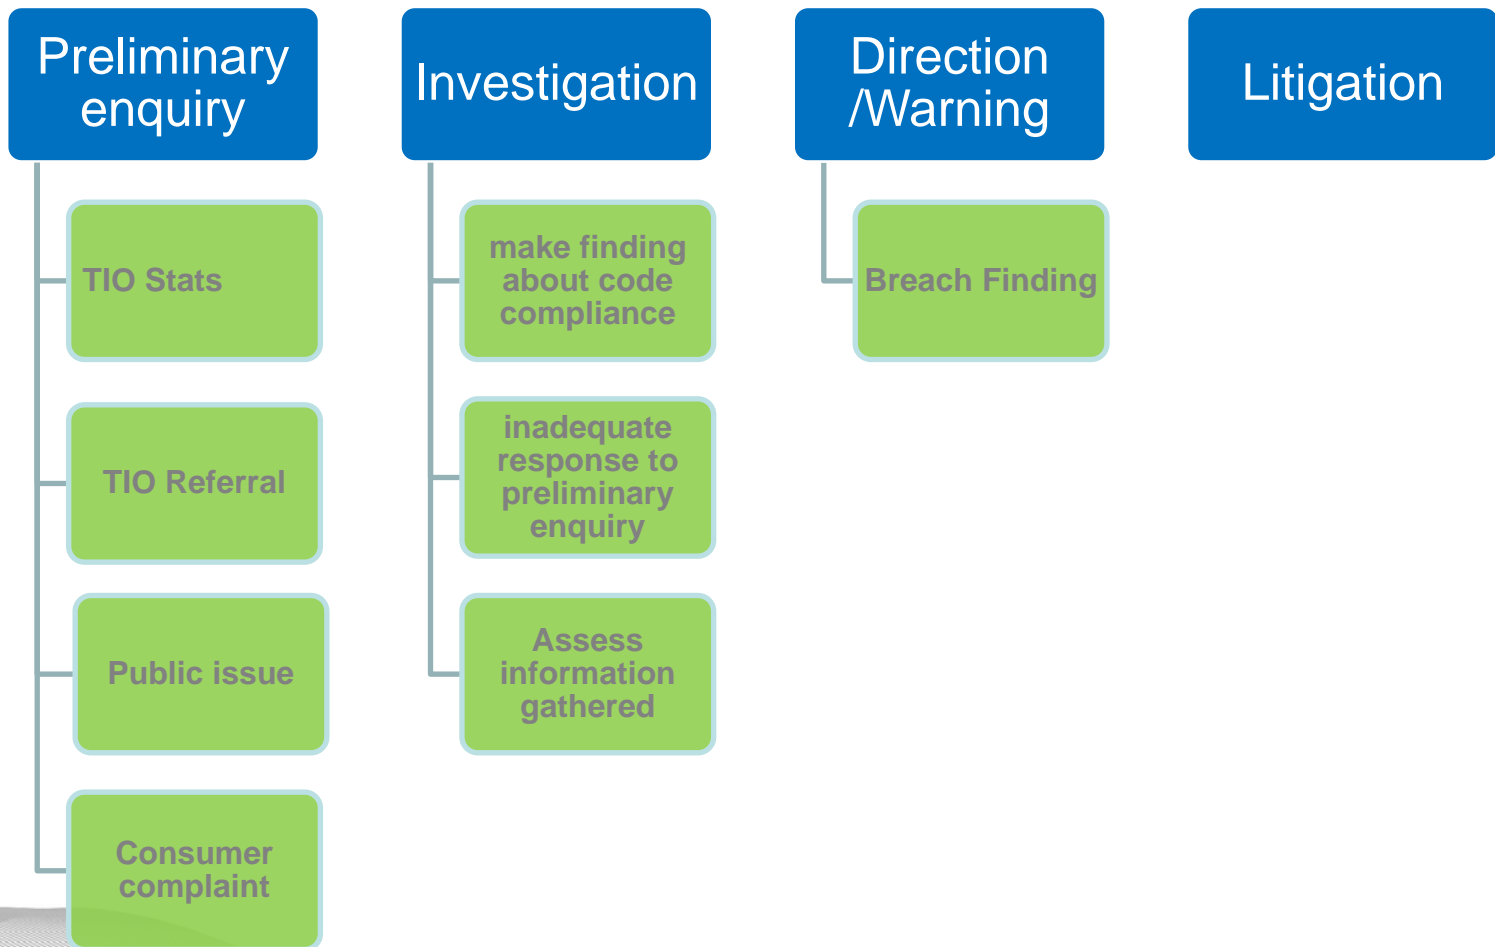 Preliminary
enquiry
TIO Stats
TIO Referral
Public issue
Consumer
complaint
Investigation
make finding
about code
compliance
inadequate
response to
preliminary
enquiry
Assess
information
gathered
Direction
/Warning
Breach Finding
Litigation